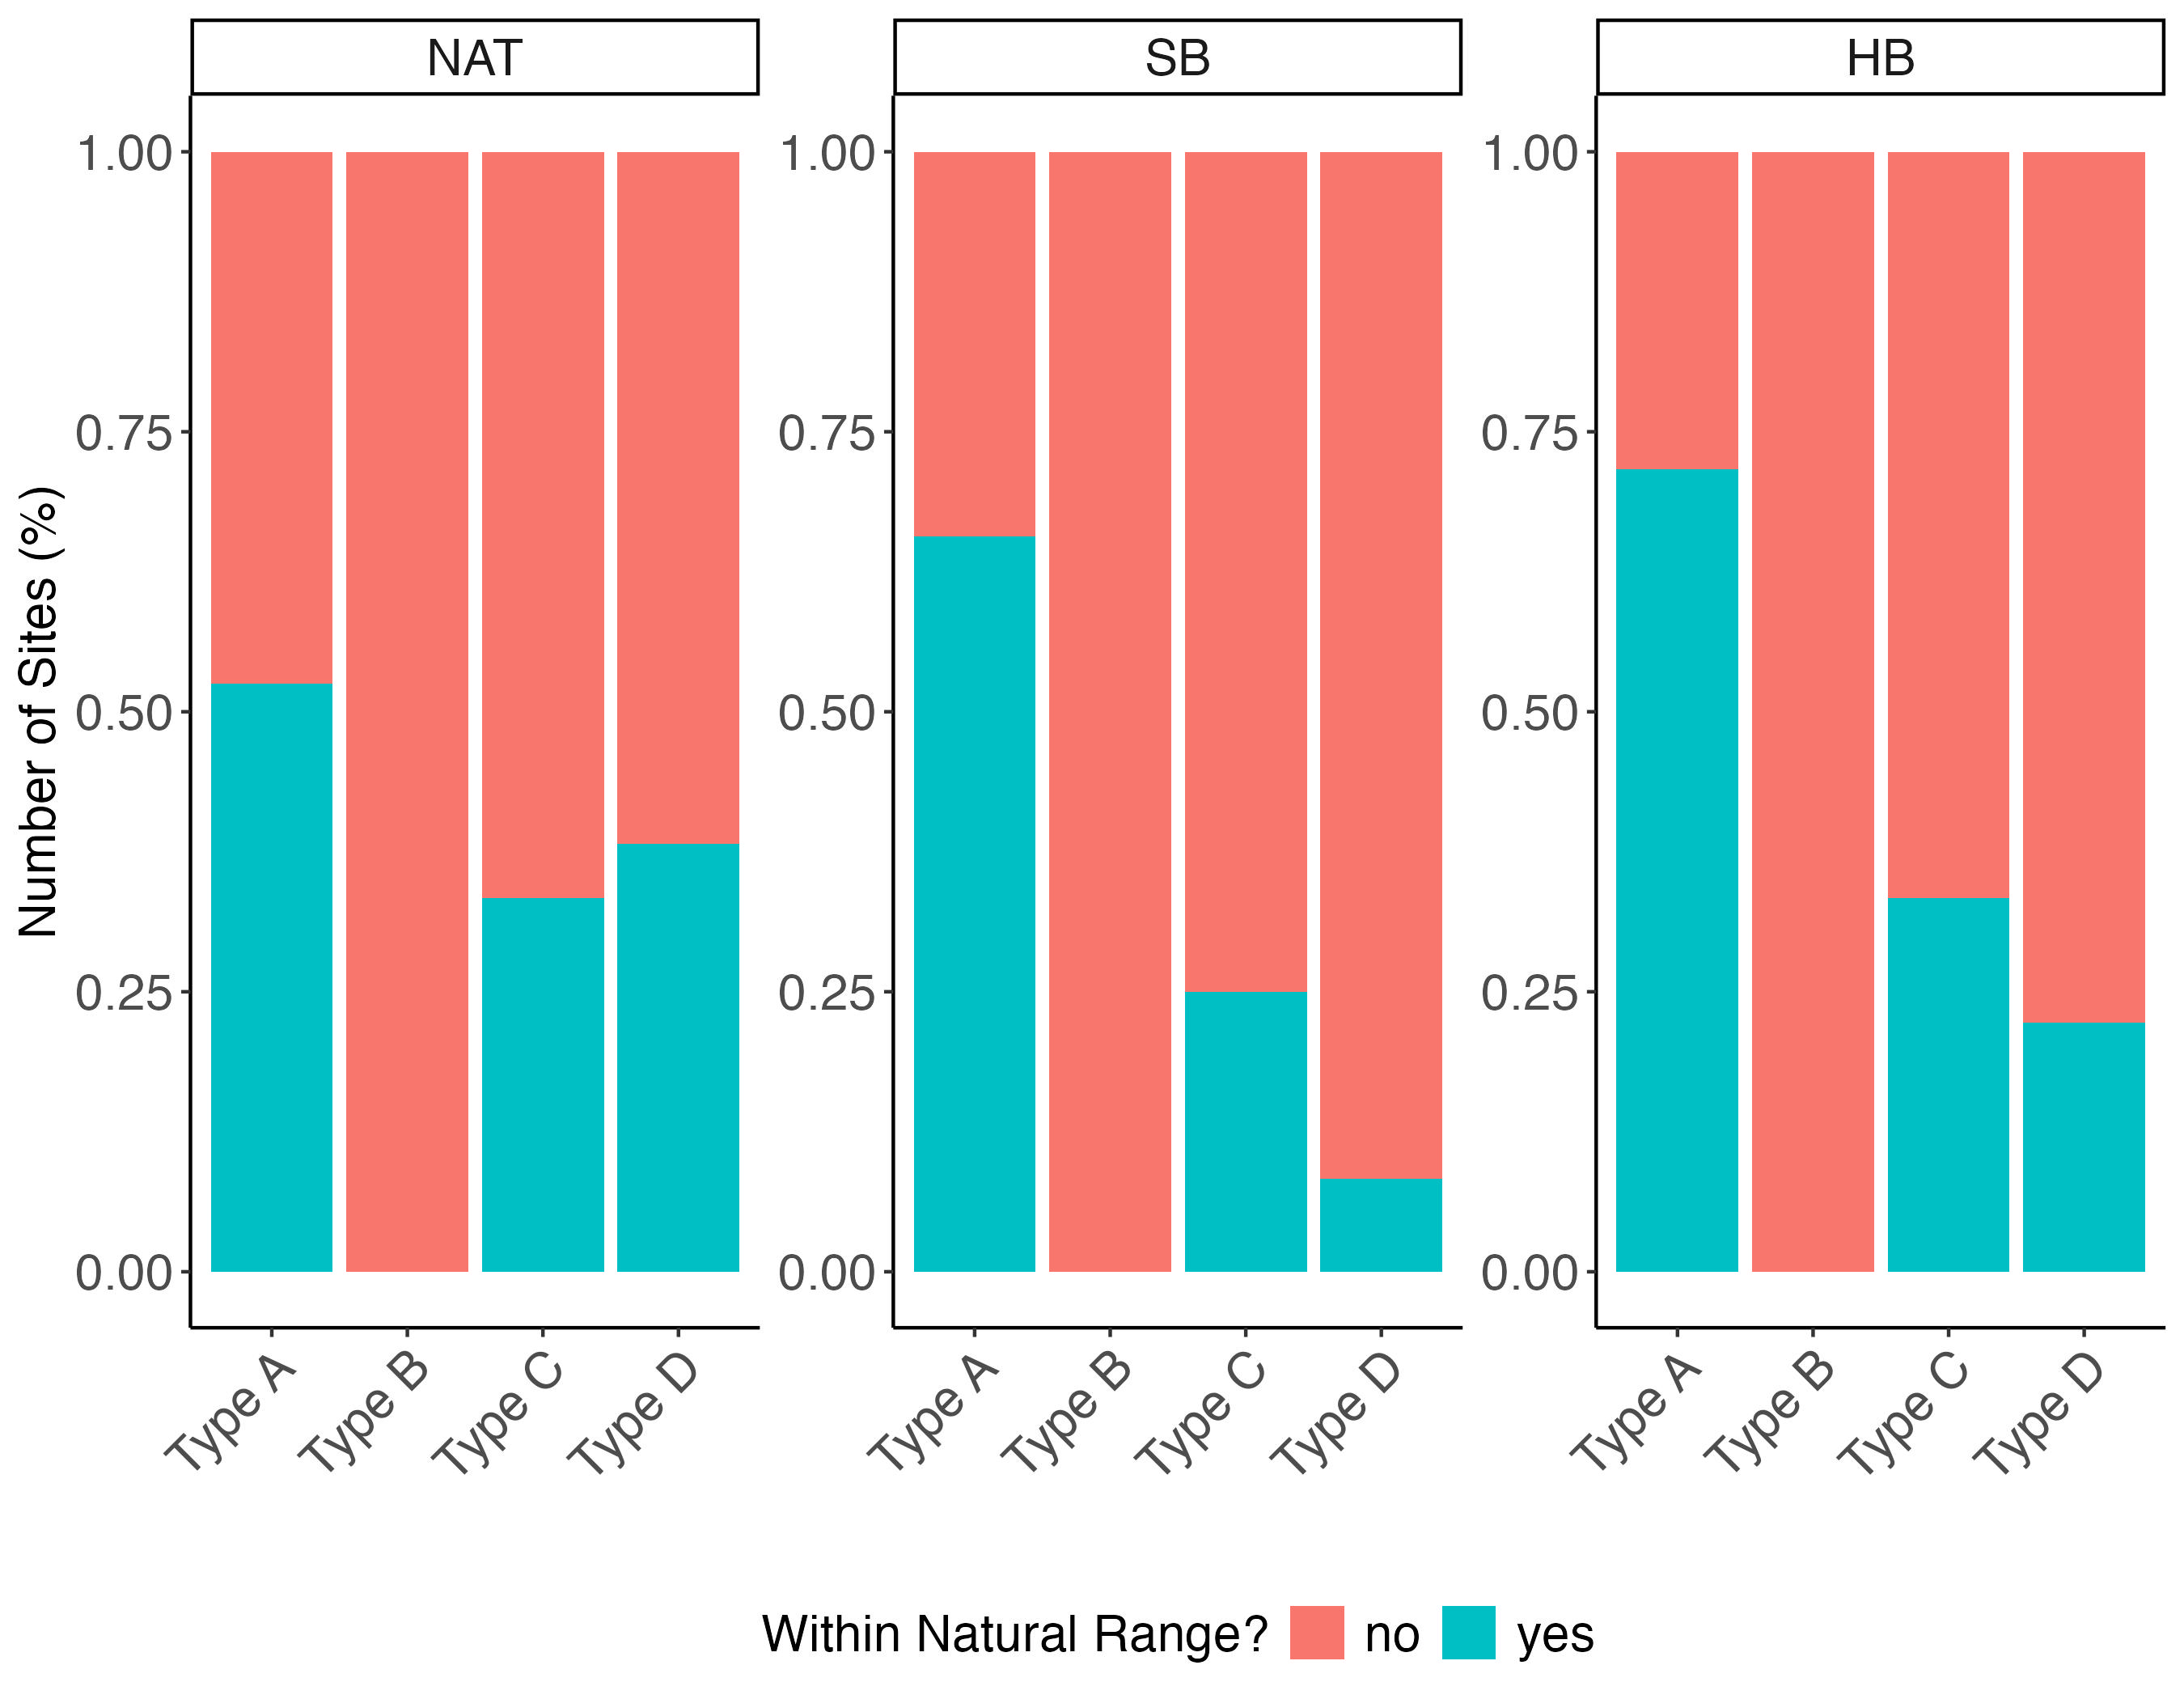 NAT SB HB
1.00 1.00 1.00
0.75 0.75 0.75
0.50 0.50 0.50
0.25 0.25 0.25
0.00 0.00 0.00
Number of Sites (%)
Type A Type B Type C Type D Type A Type B Type C Type D Type A Type B Type C Type D
Within Natural Range? no yes